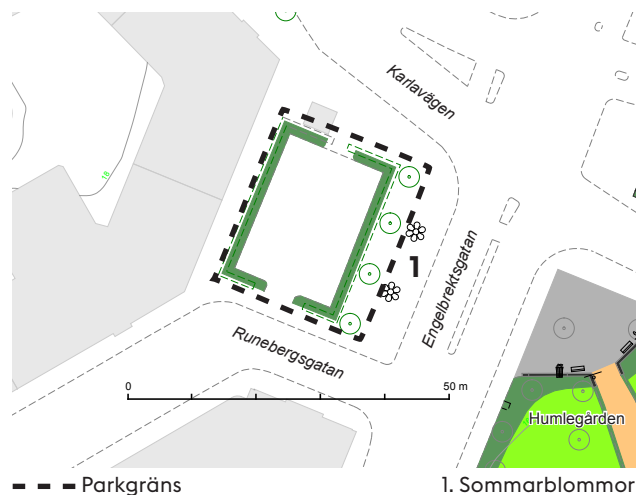 Karlavägen
18
1
Engelbrektsgatan
Runebergsgatan
0 50 m
Humlegården
Parkgräns
1. Sommarblommor